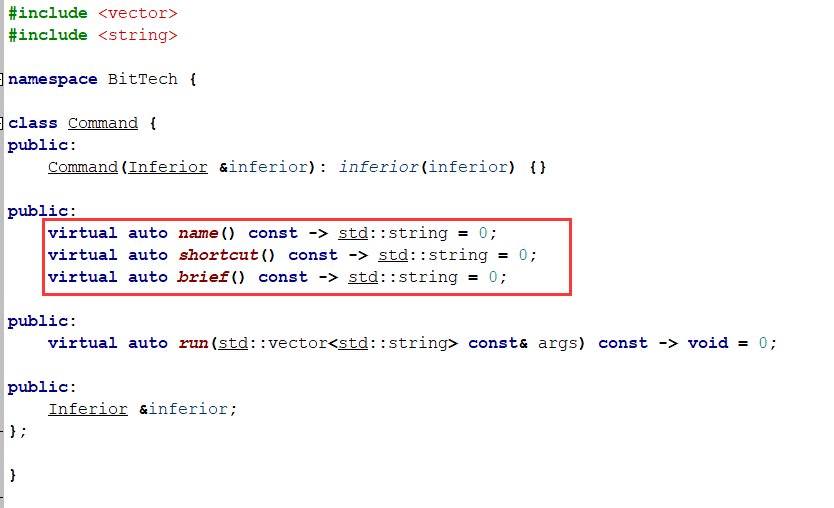 #include <vector>
#include <string>
namespace BitTech {
class Command {
public:
Command(Inferior &inferior): inferior(inferior) {}
public:
virtual auto name() const -> std::string = 0;
virtual auto shortcut() const -> std::string = 0;
virtual auto brief() const -> std::string = 0;
public:
virtual auto run(std::vector<std::string> const& args) const -> void = 0;
public:
Inferior &inferior;
};
}